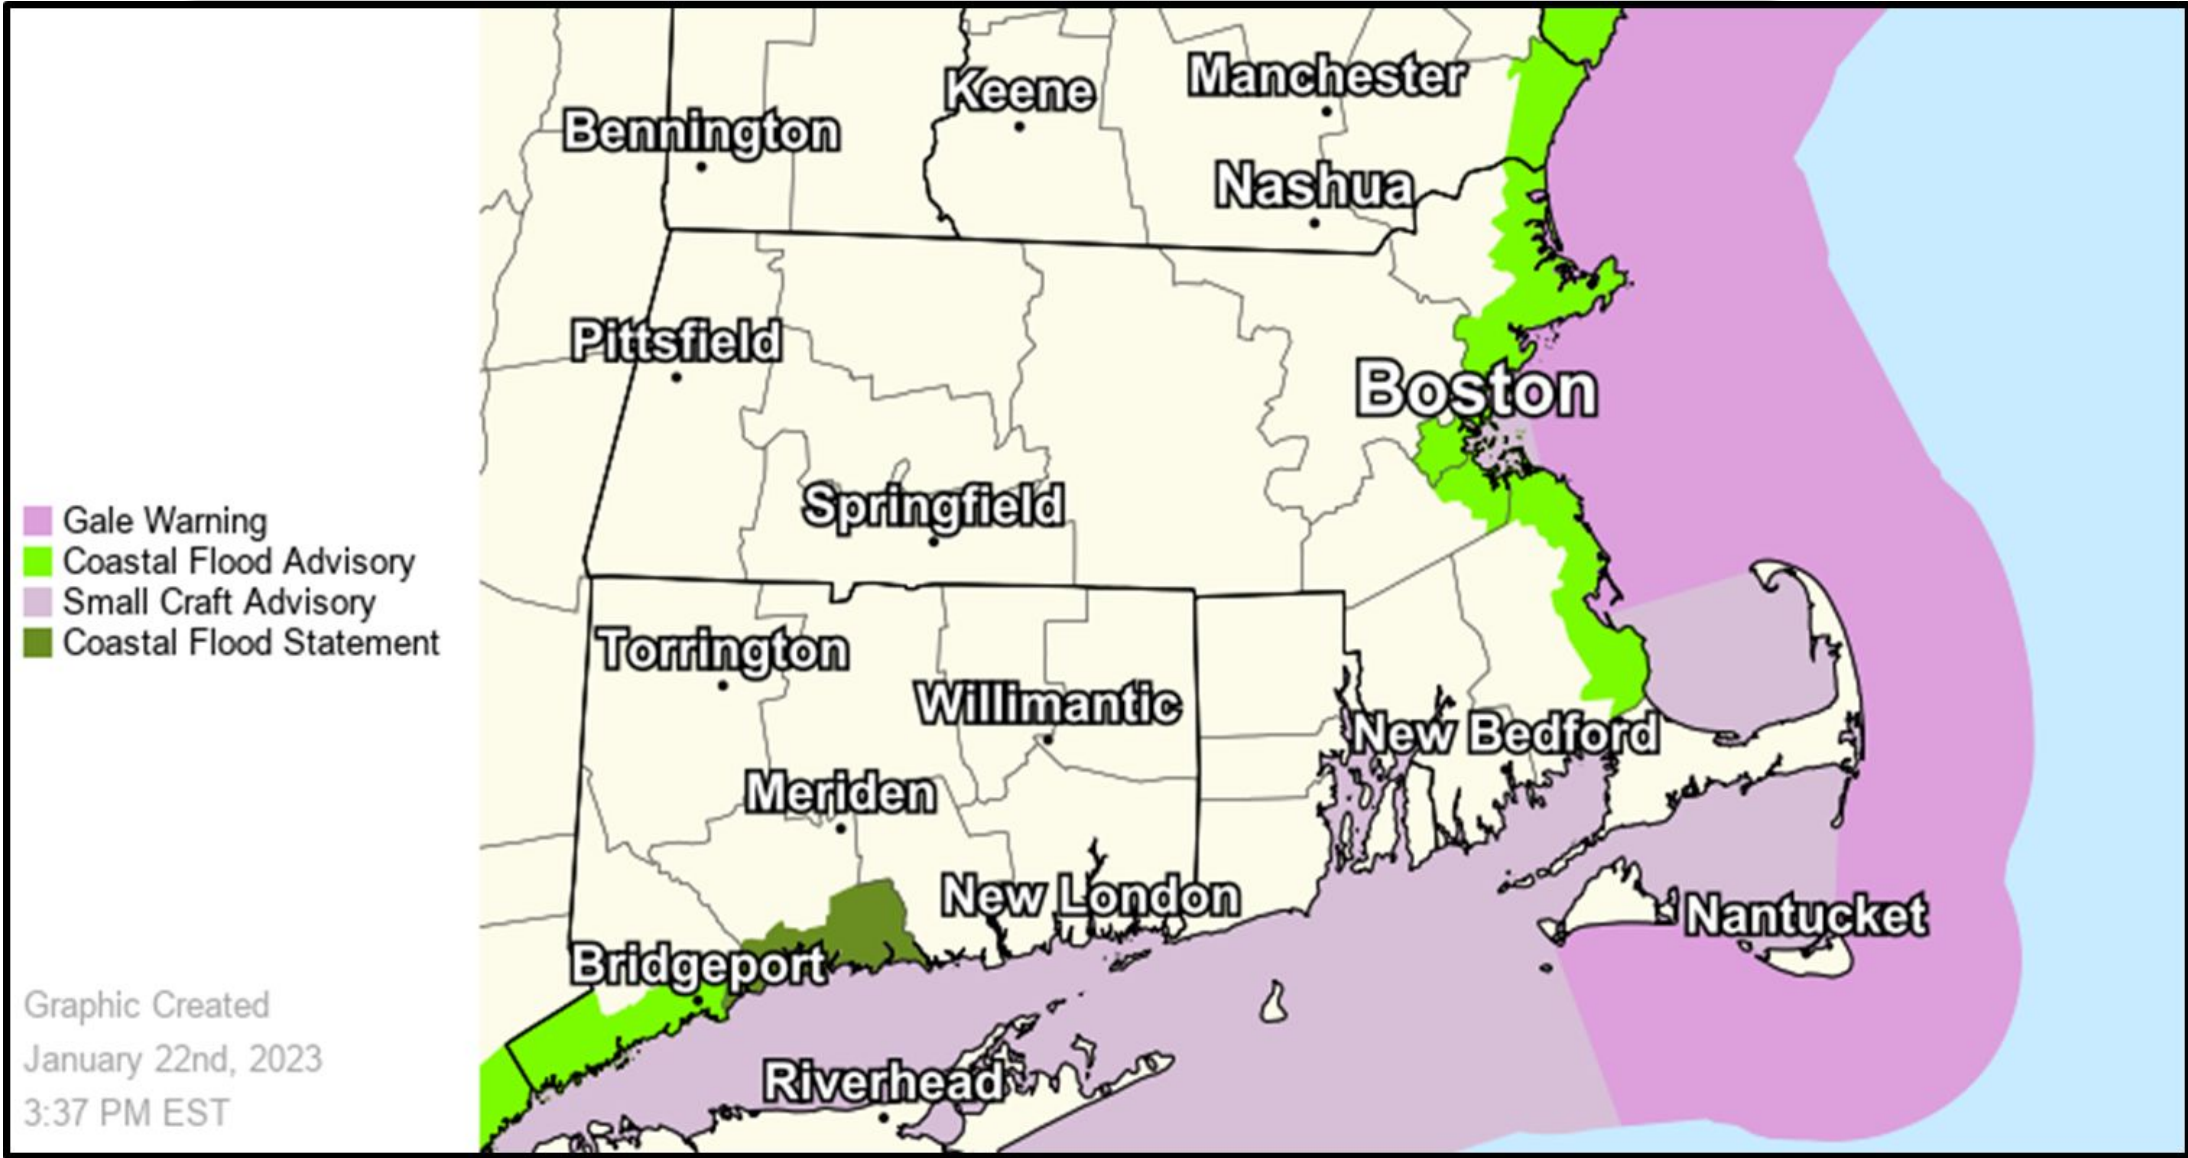 Keene
Manchester
Bennington
Nashua
Pittsfield
Boston
Springfield
Gale Warning
Coastal Flood Advisory
Small Craft Advisory
Coastal Flood Statement
Torrington
Willimantic
New Bedford
Meriden
New London
Nantucket
Bridgeport
Riverhead
Graphic Created
January 22nd, 2023
3:37 PM EST